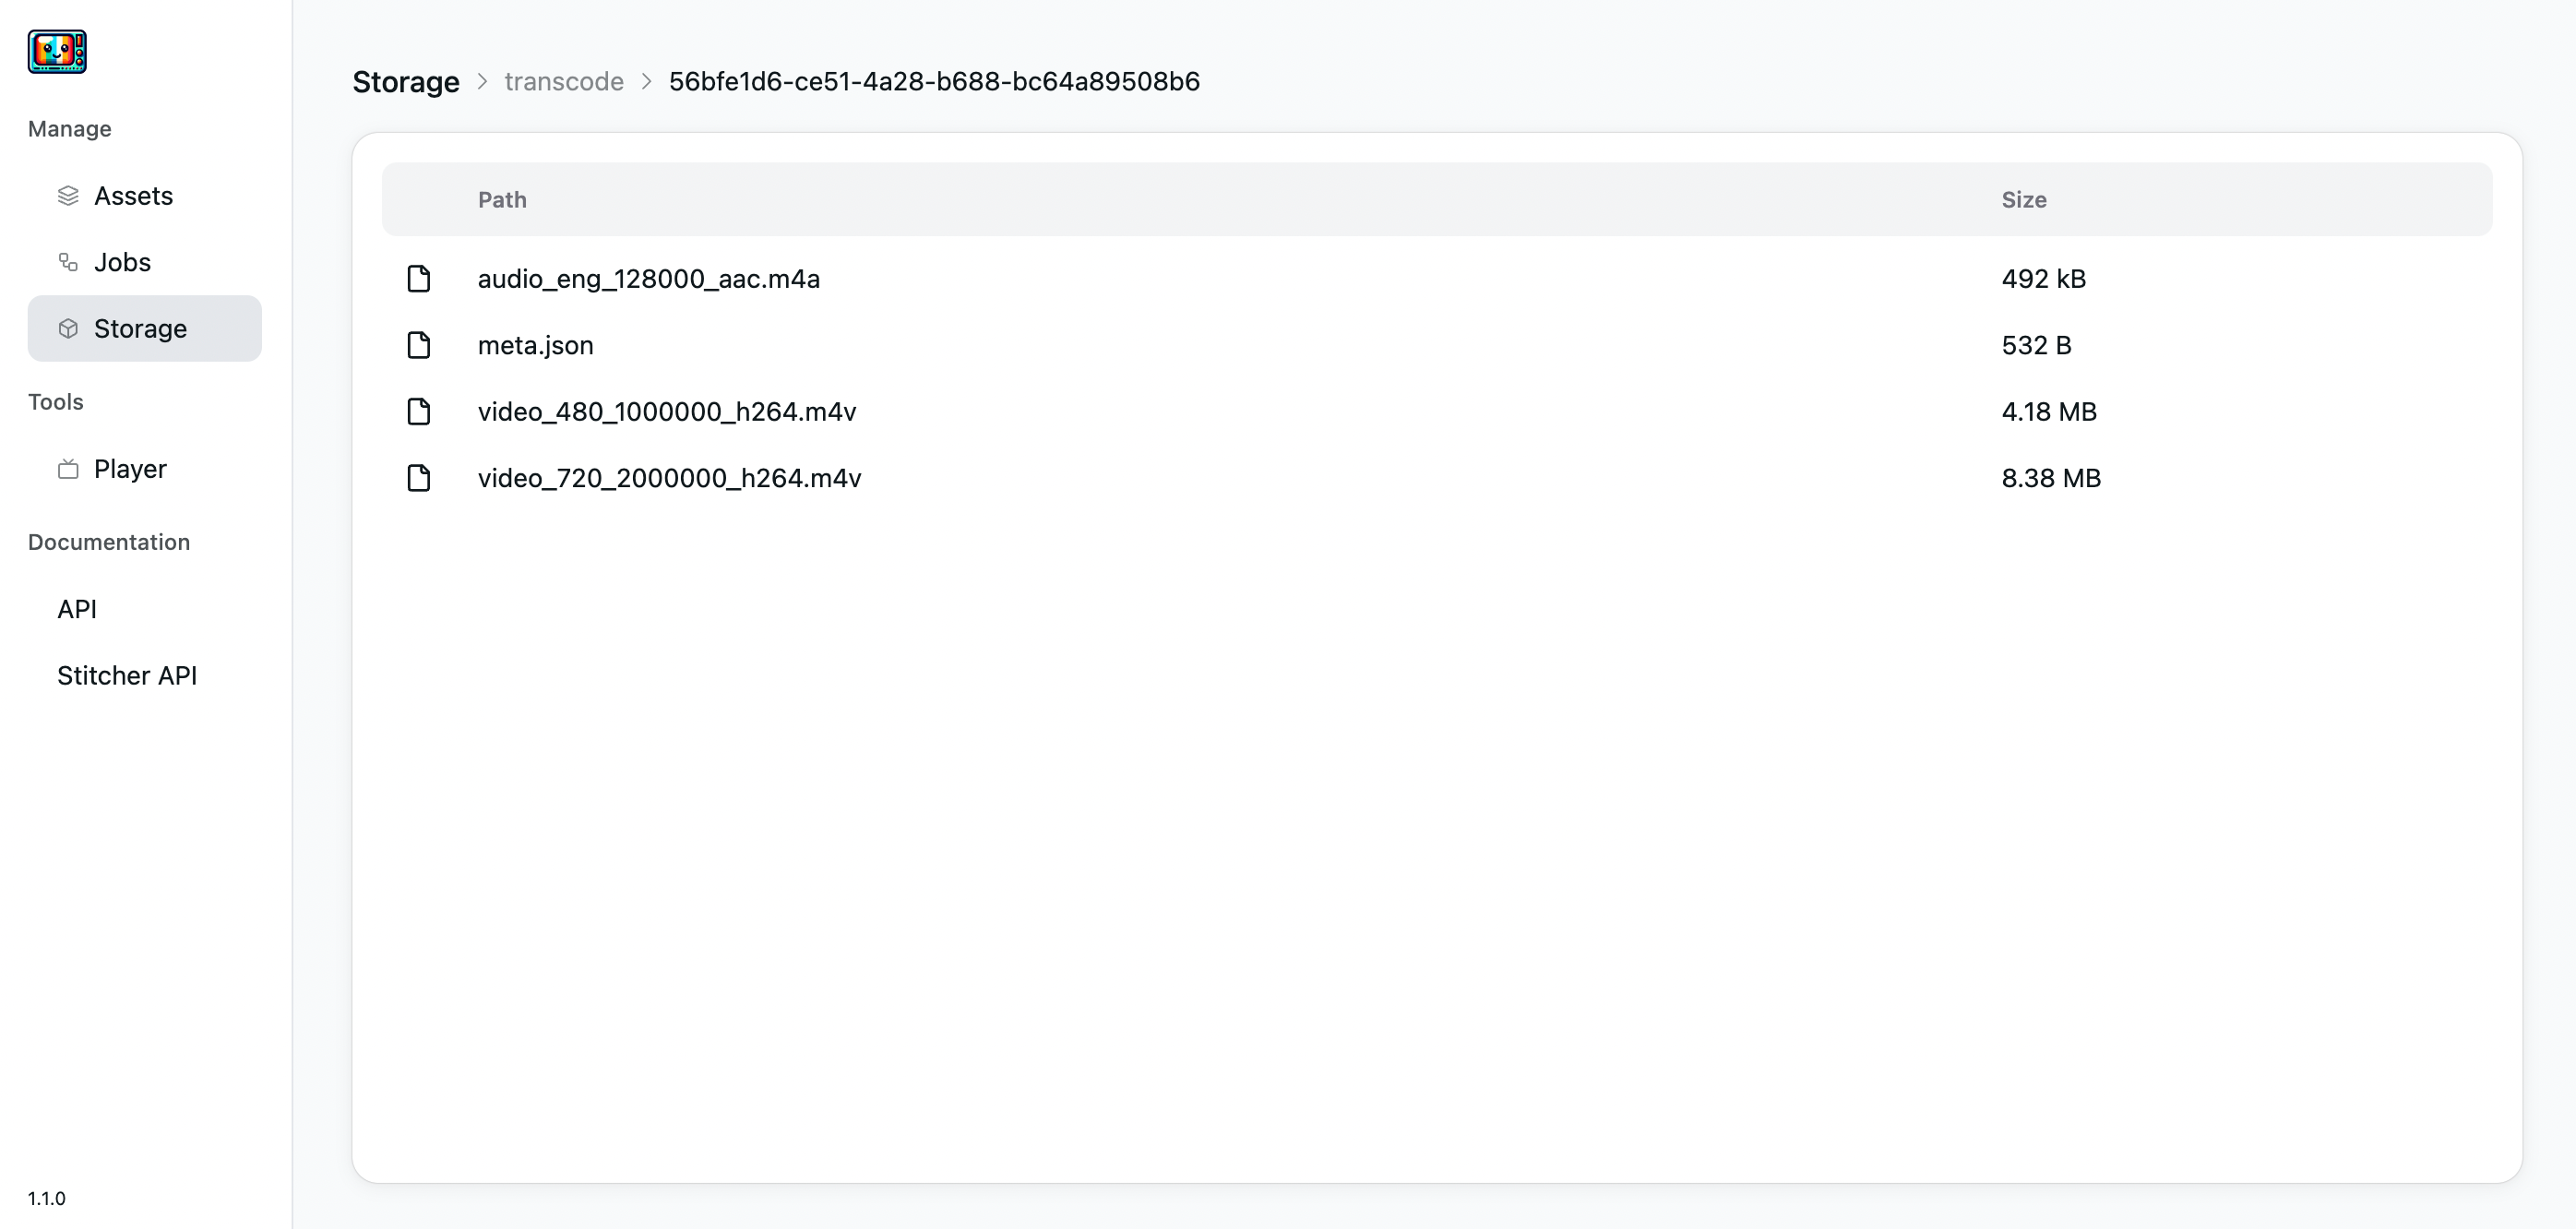 Manage
Assets
Jobs
Storage
Tools
Player
Documentation
API
Stitcher API
1.1.0
Storage > transcode > 56bfe1d6-ce51-4a28-b688-bc64a89508b6
Path Size
audio_eng_128000_aac.m4a 492 kB
meta.json 532 B
video_480_1000000_h264.m4v 4.18 MB
video_720_2000000_h264.m4v 8.38 MB